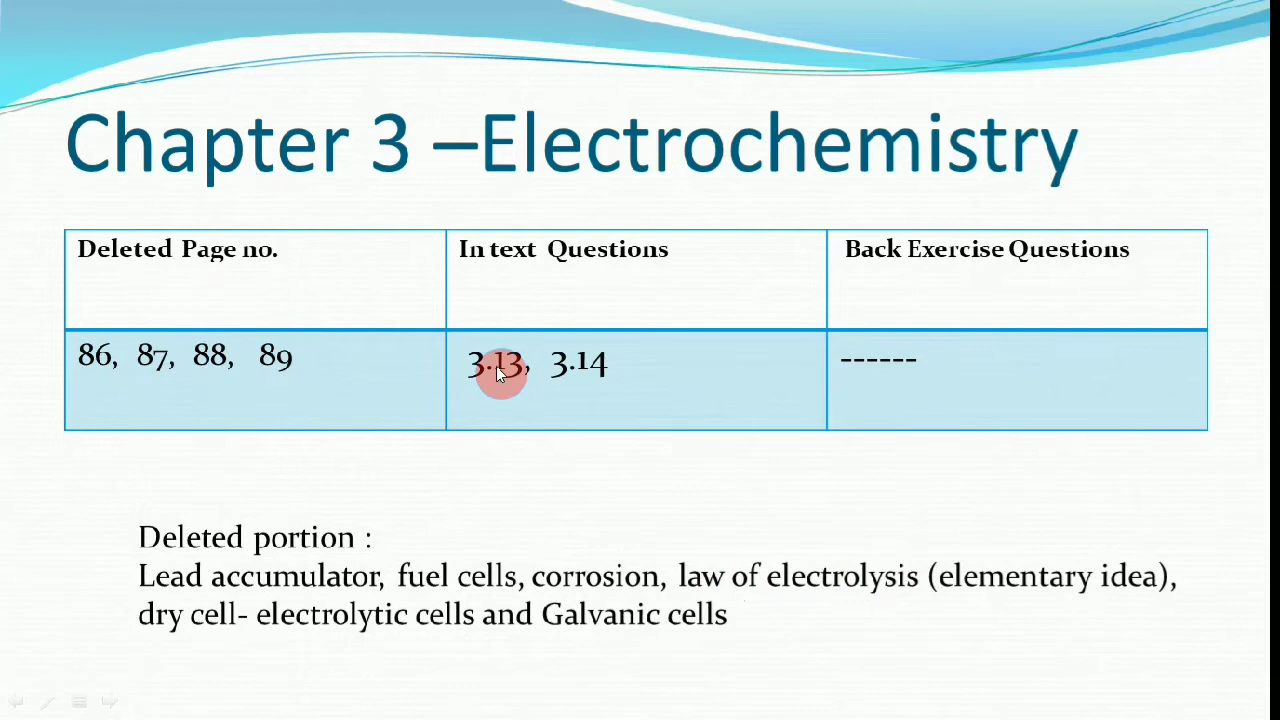 Chapter 3 –Electrochemistry
Deleted Page no.
In text Questions
Back Exercise Questions
86, 87, 88, 89
3.13, 3.14
------
Deleted portion :
Lead accumulator, fuel cells, corrosion, law of electrolysis (elementary idea),
dry cell- electrolytic cells and Galvanic cells